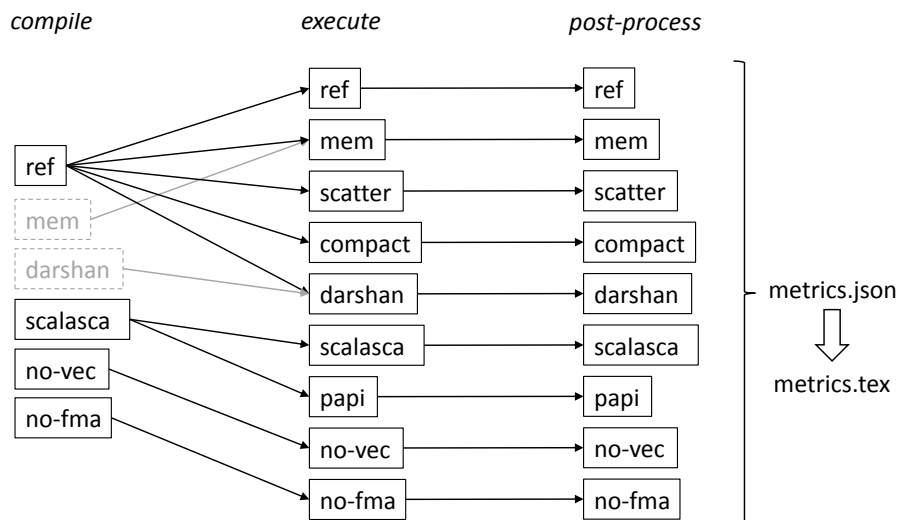 compile
execute
post-process
ref
mem
darshan
scalasca
no-vec
no-fma
ref
mem
scatter
compact
darshan
scalasca
papi
no-vec
no-fma
ref
mem
scatter
compact
darshan
scalasca
papi
no-vec
no-fma
metrics.json
metrics.tex